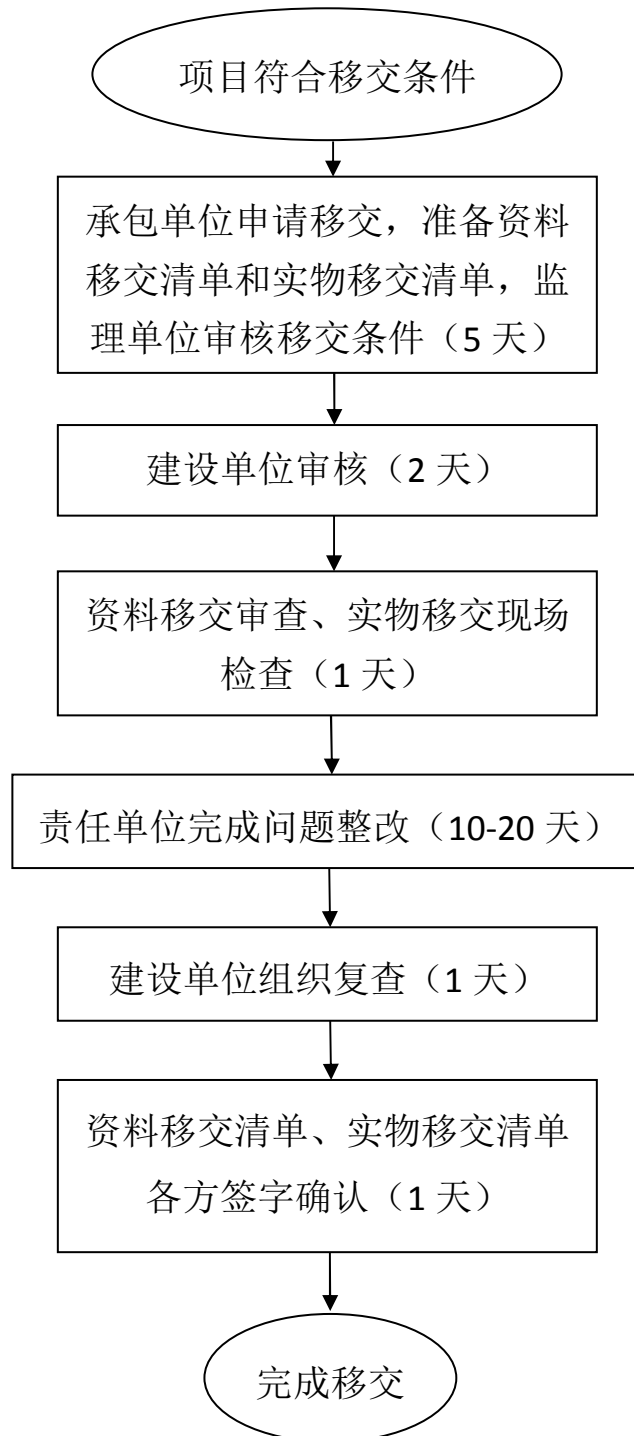 项目符合移交条件
承包单位申请移交，准备资料
移交清单和实物移交清单，监
理单位审核移交条件（5 天）
建设单位审核（2 天）
资料移交审查、实物移交现场
检查（1 天）
责任单位完成问题整改（10-20 天）
建设单位组织复查（1 天）
资料移交清单、实物移交清单
各方签字确认（1 天）
完成移交